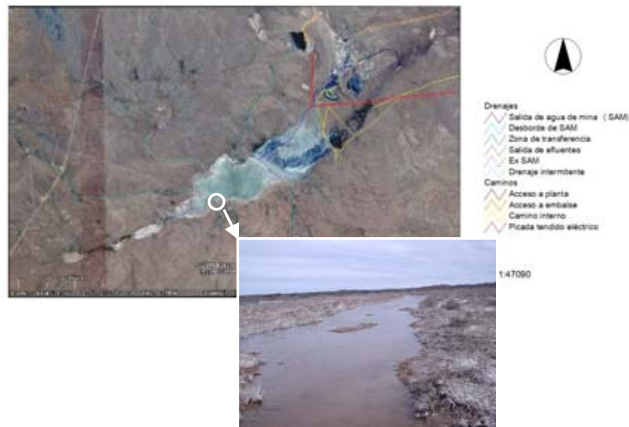 Drenajes
Salida de agua de mina ( SAM)
Desborde de SAM
Zona de transferencia
Salida de efluentes
Ex SAM
Drenaje intermitente
Caminos
Acceso a planta
Acceso a embalse
Camino interno
Picada tendido eléctrico
1:47090